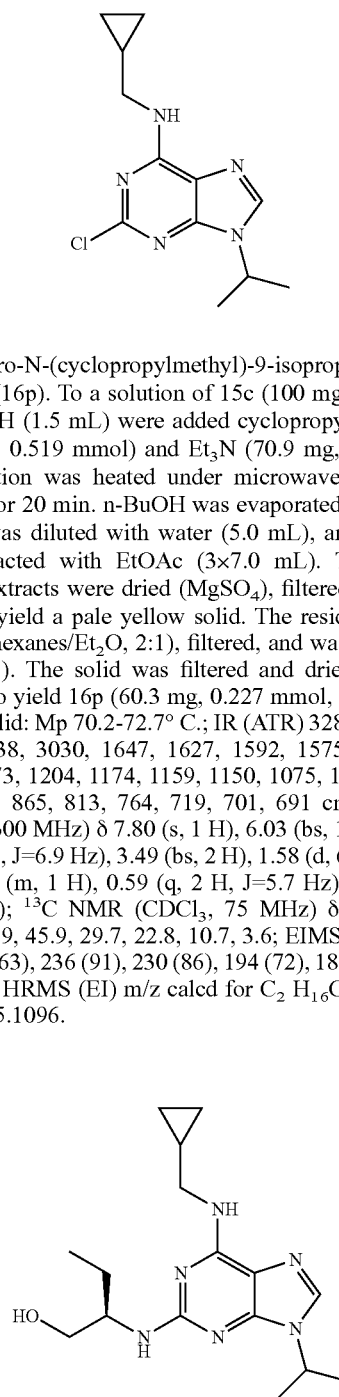 NH
N
N
Cl
N
N
ro-N-(cyclopropylmethyl)-9-isoprop
(16p). To a solution of 15c (100 mg
H (1.5 mL) were added cyclopropy
0.519 mmol) and Et₃N (70.9 mg,
tion was heated under microwave
or 20 min. n-BuOH was evaporated
was diluted with water (5.0 mL), an
acted with EtOAc (3×7.0 mL). T
extracts were dried (MgSO₄), filtered
yield a pale yellow solid. The resid
hexanes/Et₂O, 2:1), filtered, and wa
). The solid was filtered and drie
o yield 16p (60.3 mg, 0.227 mmol,
lid: Mp 70.2-72.7° C.; IR (ATR) 328
38, 3030, 1647, 1627, 1592, 1575
73, 1204, 1174, 1159, 1150, 1075, 1
865, 813, 764, 719, 701, 691 cm
300 MHz) δ 7.80 (s, 1 H), 6.03 (bs, 1
, J=6.9 Hz), 3.49 (bs, 2 H), 1.58 (d, 6
(m, 1 H), 0.59 (q, 2 H, J=5.7 Hz)
); ¹³C NMR (CDCl₃, 75 MHz) δ
9, 45.9, 29.7, 22.8, 10.7, 3.6; EIMS
63), 236 (91), 230 (86), 194 (72), 18
HRMS (EI) m/z calcd for C₂ H₁₆C
5.1096.
NH
N
N
HO
N
H
N
N